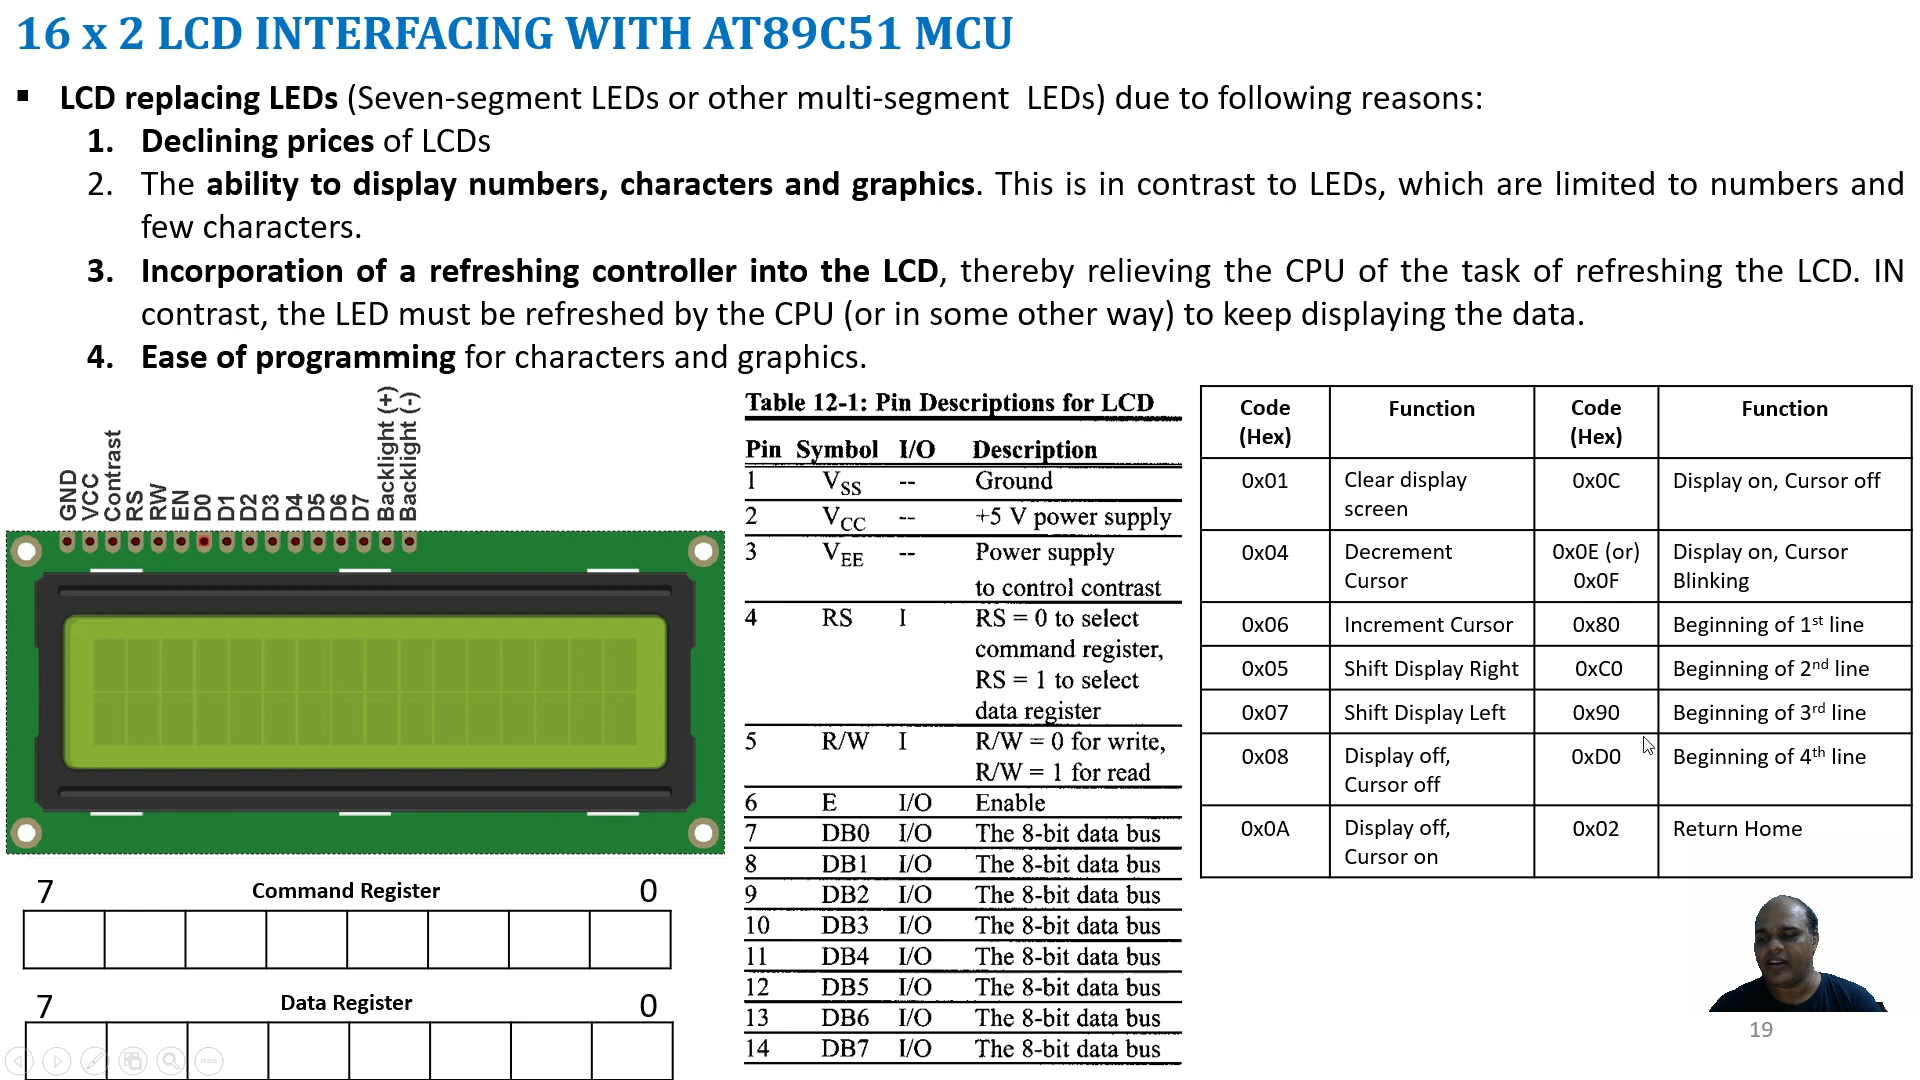 16 x 2 LCD INTERFACING WITH AT89C51 MCU
▪ LCD replacing LEDs (Seven-segment LEDs or other multi-segment LEDs) due to following reasons:
1. Declining prices of LCDs
2. The ability to display numbers, characters and graphics. This is in contrast to LEDs, which are limited to numbers and
few characters.
3. Incorporation of a refreshing controller into the LCD, thereby relieving the CPU of the task of refreshing the LCD. IN
contrast, the LED must be refreshed by the CPU (or in some other way) to keep displaying the data.
4. Ease of programming for characters and graphics.
GND
VCC
Contrast
RS
RW
EN
D0
D1
D2
D3
D4
D5
D6
D7
Backlight (+)
Backlight (-)
7 Command Register 0
7 Data Register 0
Table 12-1: Pin Descriptions for LCD
Pin Symbol I/O Description
1 VSS -- Ground
2 VCC -- +5 V power supply
3 VEE -- Power supply
to control contrast
4 RS I RS = 0 to select
command register,
RS = 1 to select
data register
5 R/W I R/W = 0 for write,
R/W = 1 for read
6 E I/O Enable
7 DB0 I/O The 8-bit data bus
8 DB1 I/O The 8-bit data bus
9 DB2 I/O The 8-bit data bus
10 DB3 I/O The 8-bit data bus
11 DB4 I/O The 8-bit data bus
12 DB5 I/O The 8-bit data bus
13 DB6 I/O The 8-bit data bus
14 DB7 I/O The 8-bit data bus
Code Function Code Function
(Hex) (Hex)
0x01 Clear display 0x0C Display on, Cursor off
screen
0x04 Decrement 0x0E (or) Display on, Cursor
Cursor 0x0F Blinking
0x06 Increment Cursor 0x80 Beginning of 1st line
0x05 Shift Display Right 0xC0 Beginning of 2nd line
0x07 Shift Display Left 0x90 Beginning of 3rd line
0x08 Display off, 0xD0 Beginning of 4th line
Cursor off
0x0A Display off, 0x02 Return Home
Cursor on
19